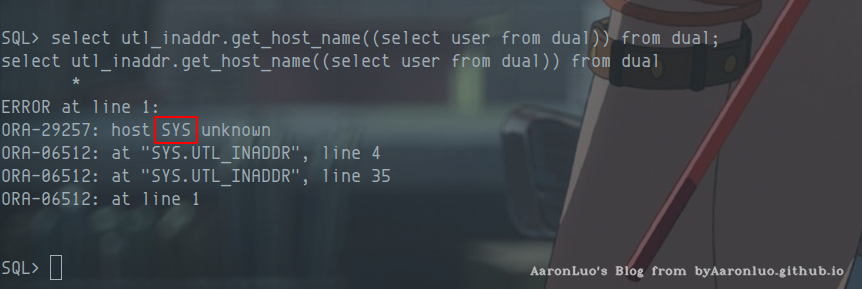 SQL> select utl_inaddr.get_host_name((select user from dual)) from dual;
select utl_inaddr.get_host_name((select user from dual)) from dual
*
ERROR at line 1:
ORA-29257: host SYS unknown
ORA-06512: at "SYS.UTL_INADDR", line 4
ORA-06512: at "SYS.UTL_INADDR", line 35
ORA-06512: at line 1
SQL>
AaronLuo's Blog from byAaronluo.github.io